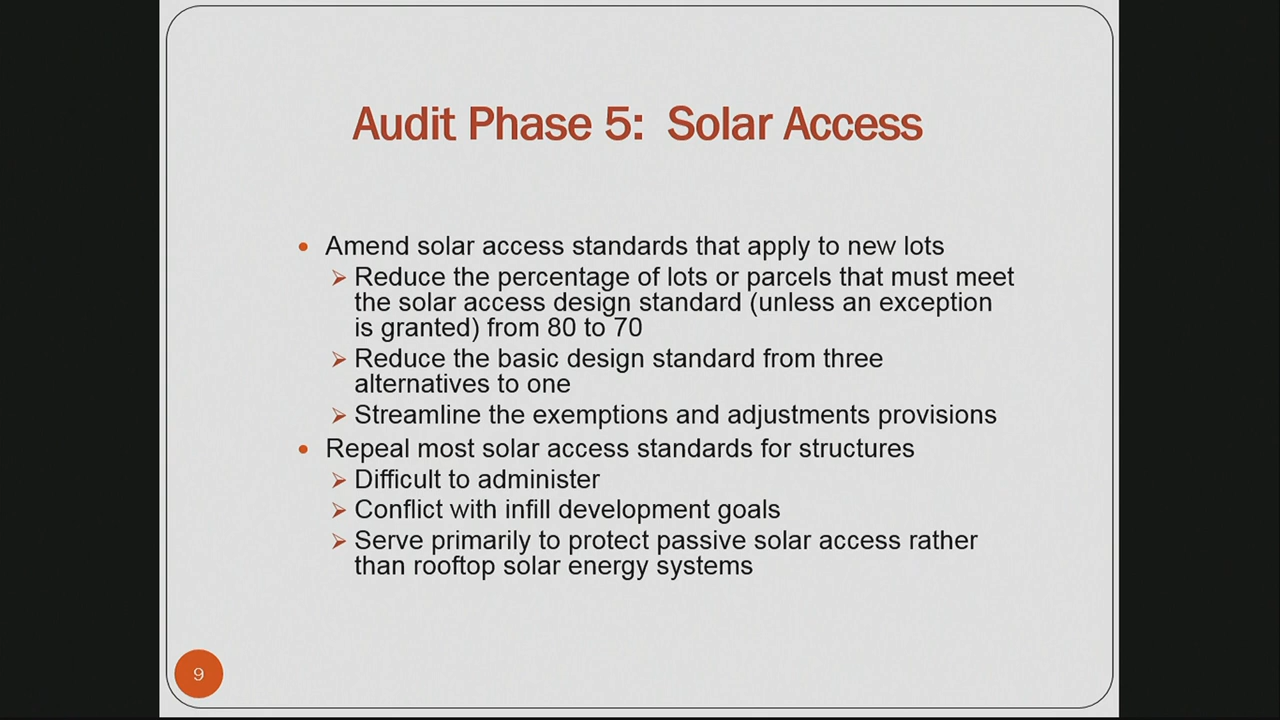 Audit Phase 5: Solar Access
Amend solar access standards that apply to new lots
Reduce the percentage of lots or parcels that must meet
the solar access design standard (unless an exception
is granted) from 80 to 70
Reduce the basic design standard from three
alternatives to one
Streamline the exemptions and adjustments provisions
Repeal most solar access standards for structures
Difficult to administer
Conflict with infill development goals
Serve primarily to protect passive solar access rather
than rooftop solar energy systems
9